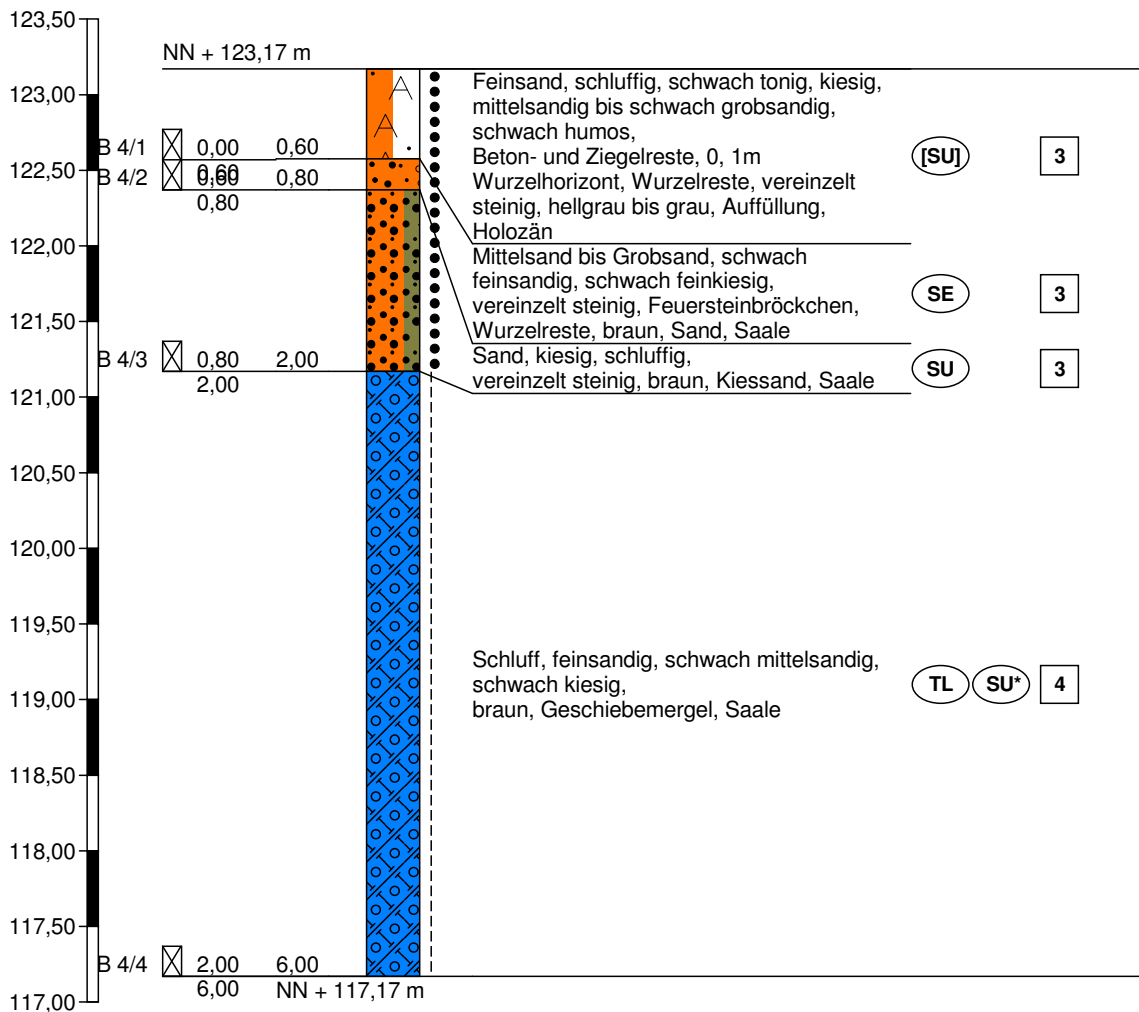 123,50
NN + 123,17 m
123,00
Feinsand, schluffig, schwach tonig, kiesig,
mittelsandig bis schwach grobsandig,
schwach humos,
Beton- und Ziegelreste, 0, 1m
Wurzelhorizont, Wurzelreste, vereinzelt
steinig, hellgrau bis grau, Auffüllung,
Holozän
[SU] 3
A
A
B 4/1 0,00 0,60
0,60
122,50
B 4/2 0,60 0,80
0,80
122,00
Mittelsand bis Grobsand, schwach
feinsandig, schwach feinkiesig,
vereinzelt steinig, Feuersteinbröckchen,
Wurzelreste, braun, Sand, Saale
SE 3
121,50
B 4/3 0,80 2,00
2,00
Sand, kiesig, schluffig,
vereinzelt steinig, braun, Kiessand, Saale
SU 3
121,00
120,50
120,00
119,50
Schluff, feinsandig, schwach mittelsandig,
schwach kiesig,
braun, Geschiebemergel, Saale
TL SU* 4
119,00
118,50
118,00
117,50
B 4/4 2,00 6,00
6,00 NN + 117,17 m
117,00